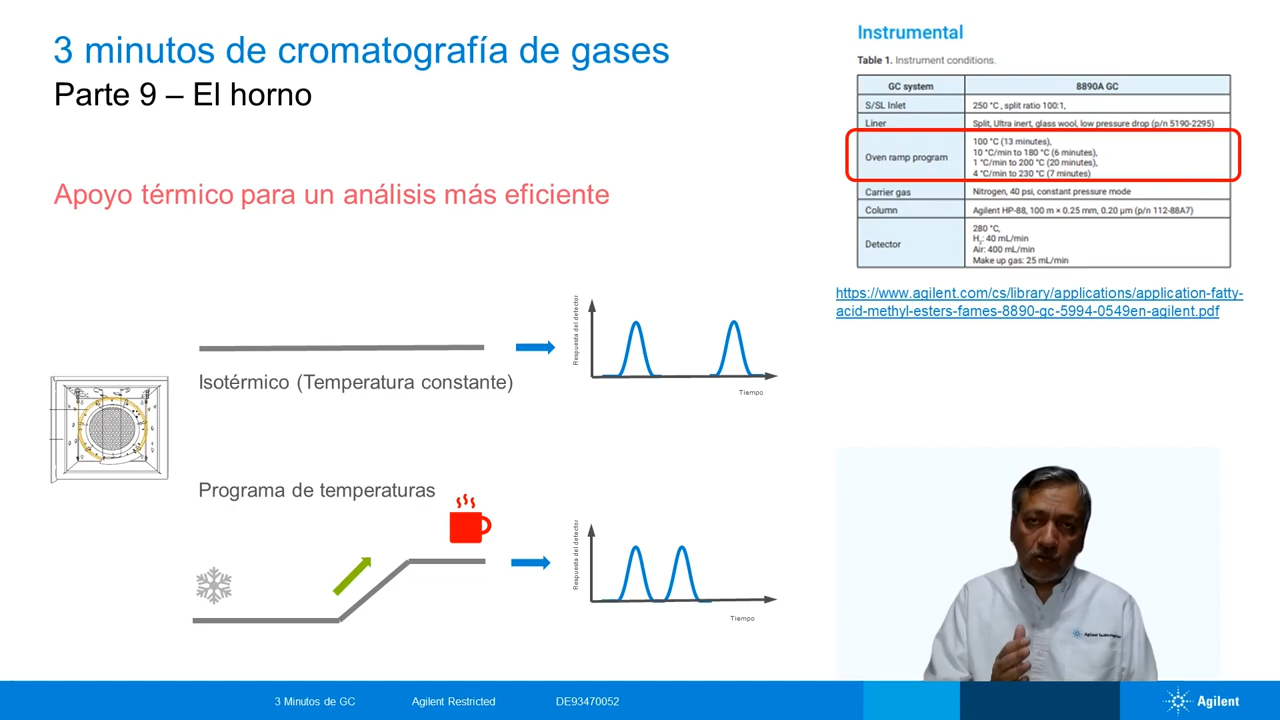 3 minutos de cromatografía de gases
Parte 9 – El horno
Apoyo térmico para un análisis más eficiente
Instrumental
Table 1. Instrument conditions.
GC system 8890A GC
S/SL Inlet 250 °C , split ratio 100:1,
Liner Split, Ultra inert, glass wool, low pressure drop (p/n 5190-2295)
Oven ramp program 100 °C (13 minutes),
10 °C/min to 180 °C (6 minutes),
1 °C/min to 200 °C (20 minutes),
4 °C/min to 230 °C (7 minutes)
Carrier gas Nitrogen, 40 psi, constant pressure mode
Column Agilent HP-88, 100 m × 0.25 mm, 0.20 µm (p/n 112-88A7)
Detector 280 °C,
H₂: 40 mL/min
Air: 400 mL/min
Make up gas: 25 mL/min
https://www.agilent.com/cs/library/applications/application-fatty-
acid-methyl-esters-fames-8890-gc-5994-0549en-agilent.pdf
Isotérmico (Temperatura constante)
Respuesta del detector
Tiempo
Programa de temperaturas
Respuesta del detector
Tiempo
Agilent Technologies
3 Minutos de GC Agilent Restricted DE93470052
Agilent